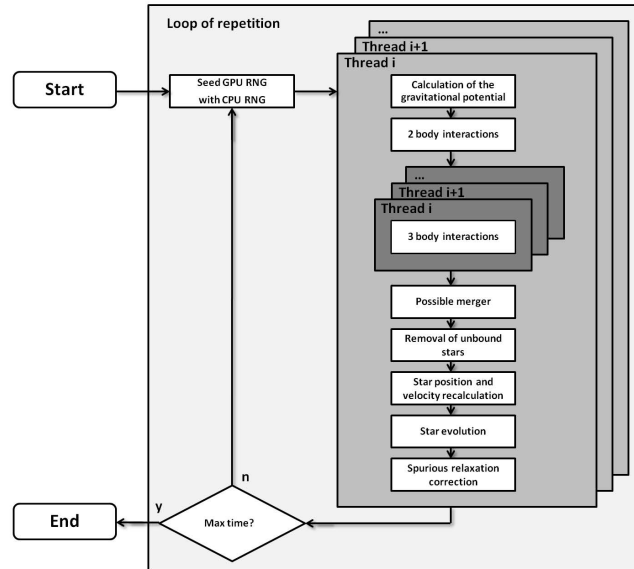 Loop of repetition
...
Thread i+1
Thread i
Start
Seed GPU RNG
with CPU RNG
Calculation of the
gravitational potential
2 body interactions
...
Thread i+1
Thread i
3 body interactions
Possible merger
Removal of unbound
stars
Star position and
velocity recalculation
Star evolution
Spurious relaxation
correction
n
y
Max time?
End